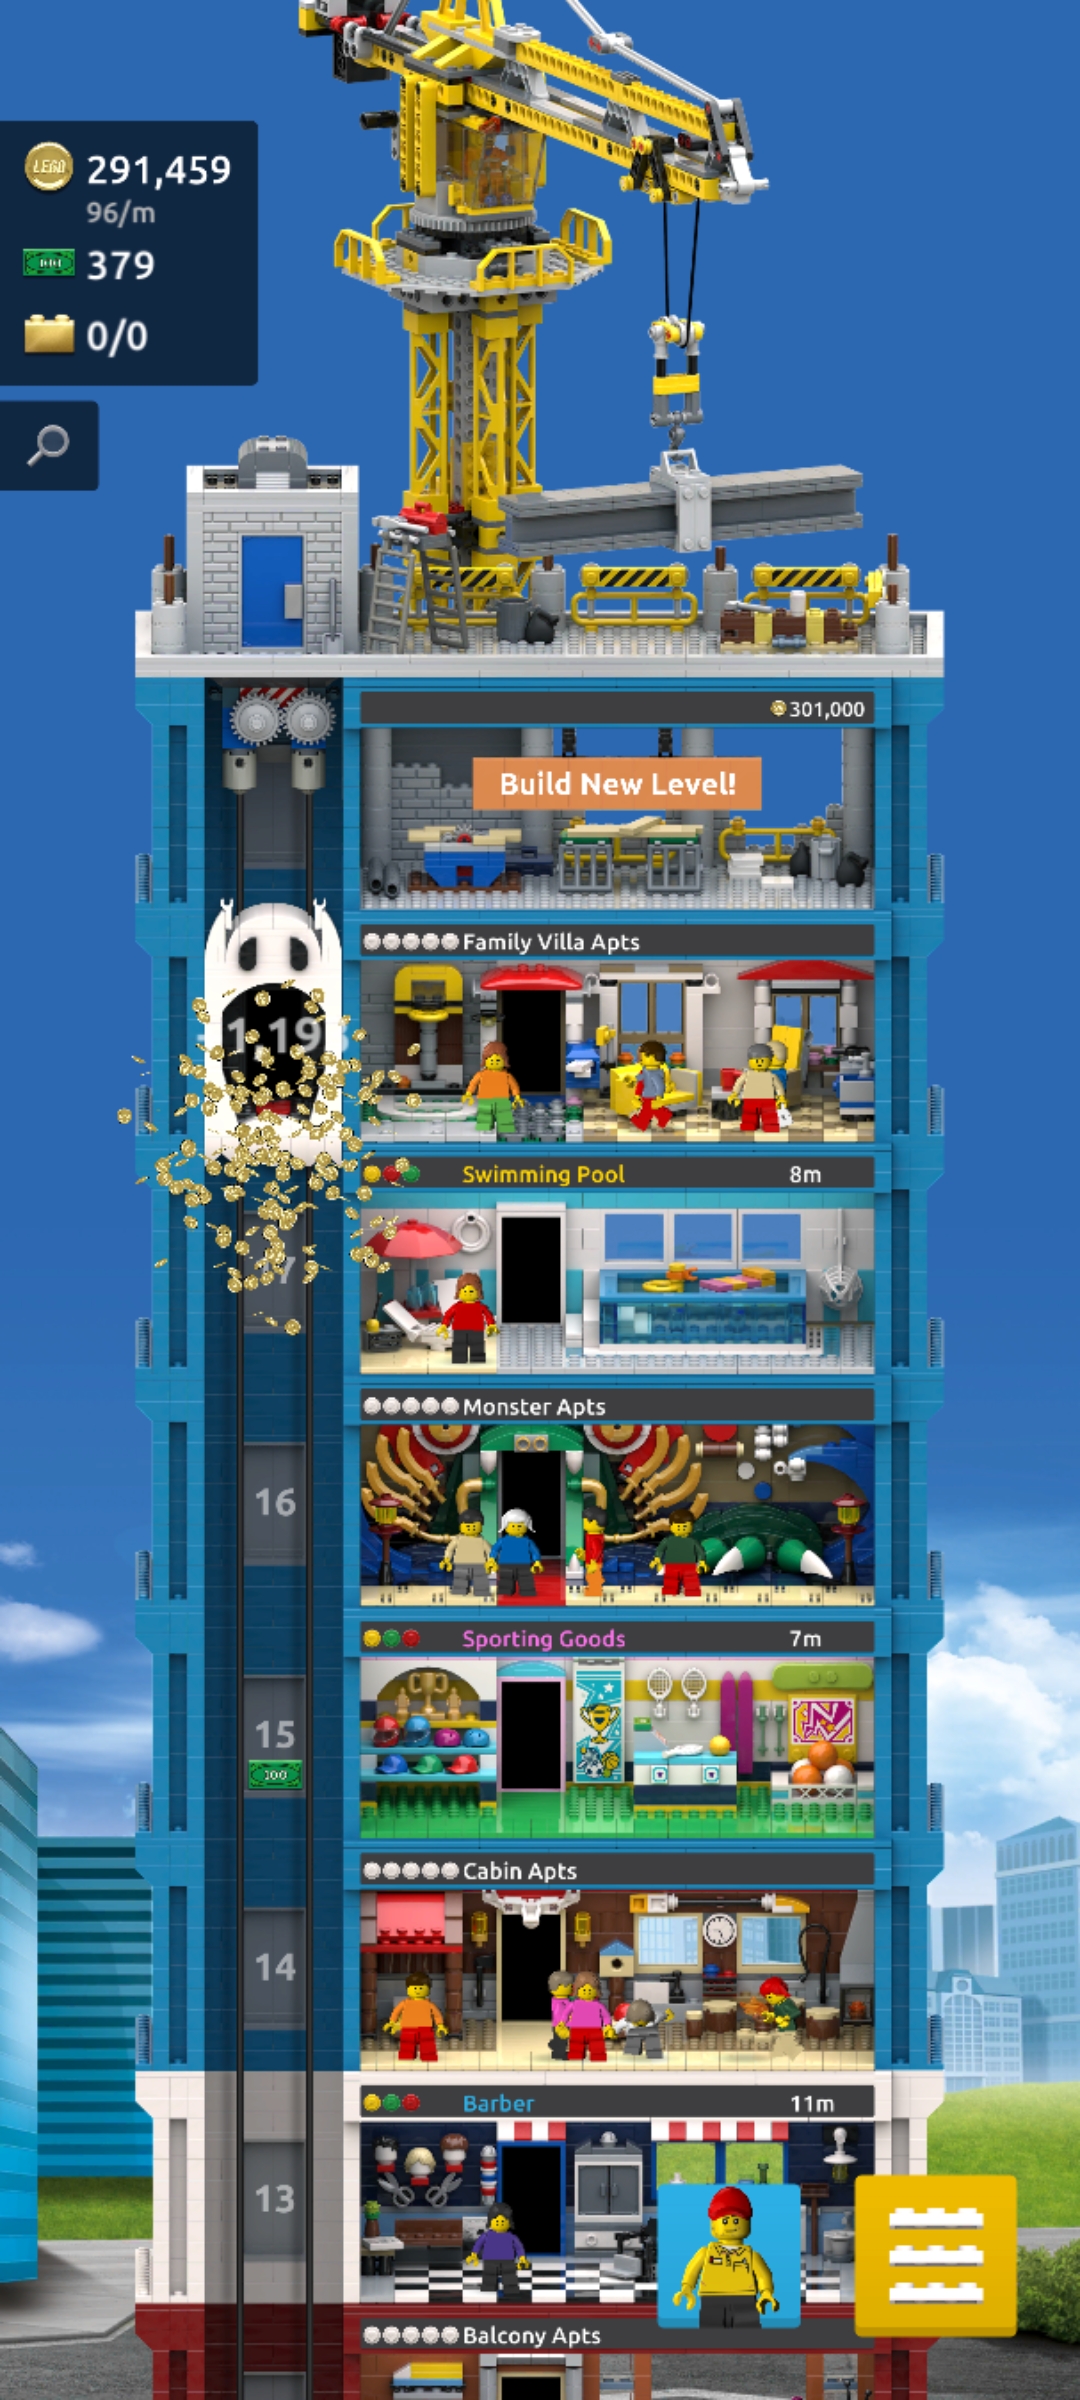 LEGO
291,459
96/m
379
0/0
301,000
Build New Level!
Family Villa Apts
Swimming Pool 8m
Monster Apts
16
Sporting Goods 7m
15
100
Cabin Apts
14
Barber 11m
13
Balcony Apts